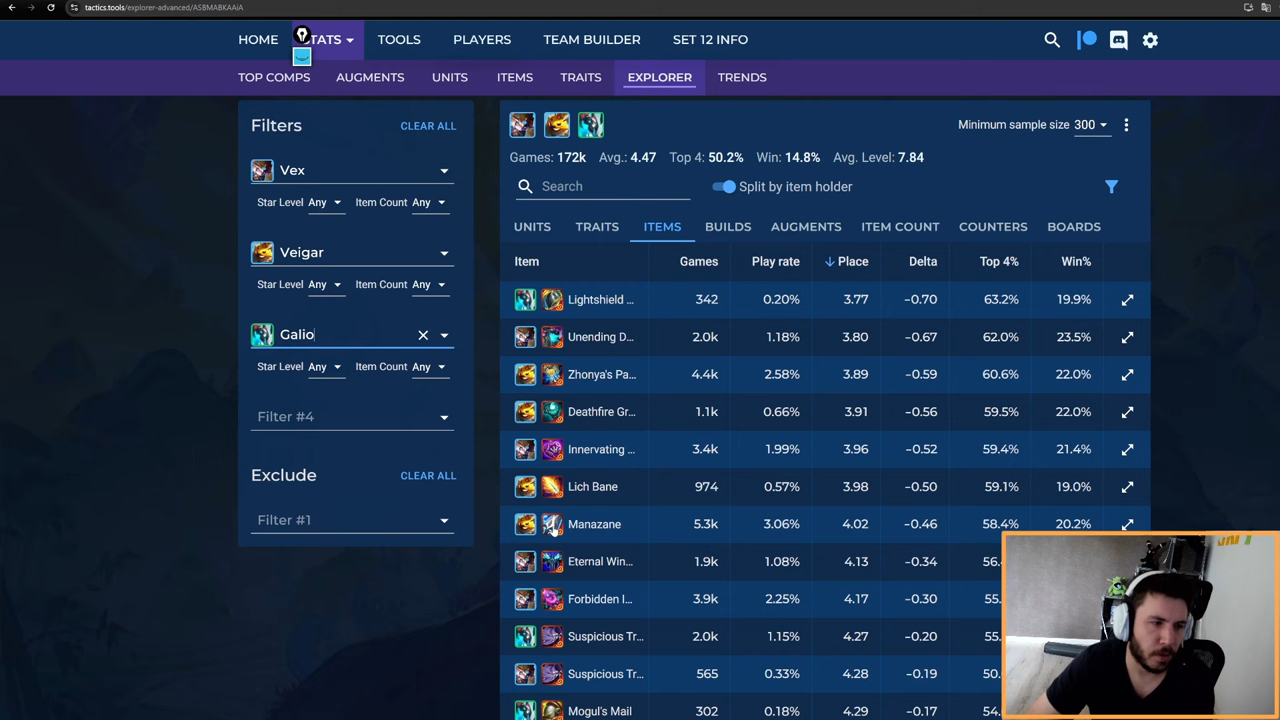 tactics.tools/explorer-advanced/ASBMABKAAiA
HOME STATS TOOLS PLAYERS TEAM BUILDER SET 12 INFO
TOP COMPS AUGMENTS UNITS ITEMS TRAITS EXPLORER TRENDS
Filters CLEAR ALL
Vex
Star Level Any Item Count Any
Veigar
Star Level Any Item Count Any
Galio
Star Level Any Item Count Any
Filter #4
Exclude CLEAR ALL
Filter #1
Minimum sample size 300
Games: 172k Avg.: 4.47 Top 4: 50.2% Win: 14.8% Avg. Level: 7.84
Search Split by item holder
UNITS TRAITS ITEMS BUILDS AUGMENTS ITEM COUNT COUNTERS BOARDS
Item Games Play rate Place Delta Top 4% Win%
Lightshield ... 342 0.20% 3.77 −0.70 63.2% 19.9%
Unending D... 2.0k 1.18% 3.80 −0.67 62.0% 23.5%
Zhonya's Pa... 4.4k 2.58% 3.89 −0.59 60.6% 22.0%
Deathfire Gr... 1.1k 0.66% 3.91 −0.56 59.5% 22.0%
Innervating ... 3.4k 1.99% 3.96 −0.52 59.4% 21.4%
Lich Bane 974 0.57% 3.98 −0.50 59.1% 19.0%
Manazane 5.3k 3.06% 4.02 −0.46 58.4% 20.2%
Eternal Win... 1.9k 1.08% 4.13 −0.34 56.
Forbidden I... 3.9k 2.25% 4.17 −0.30 55.
Suspicious Tr... 2.0k 1.15% 4.27 −0.20 55.
Suspicious Tr... 565 0.33% 4.28 −0.19 50.
Mogul's Mail 302 0.18% 4.29 −0.17 54.